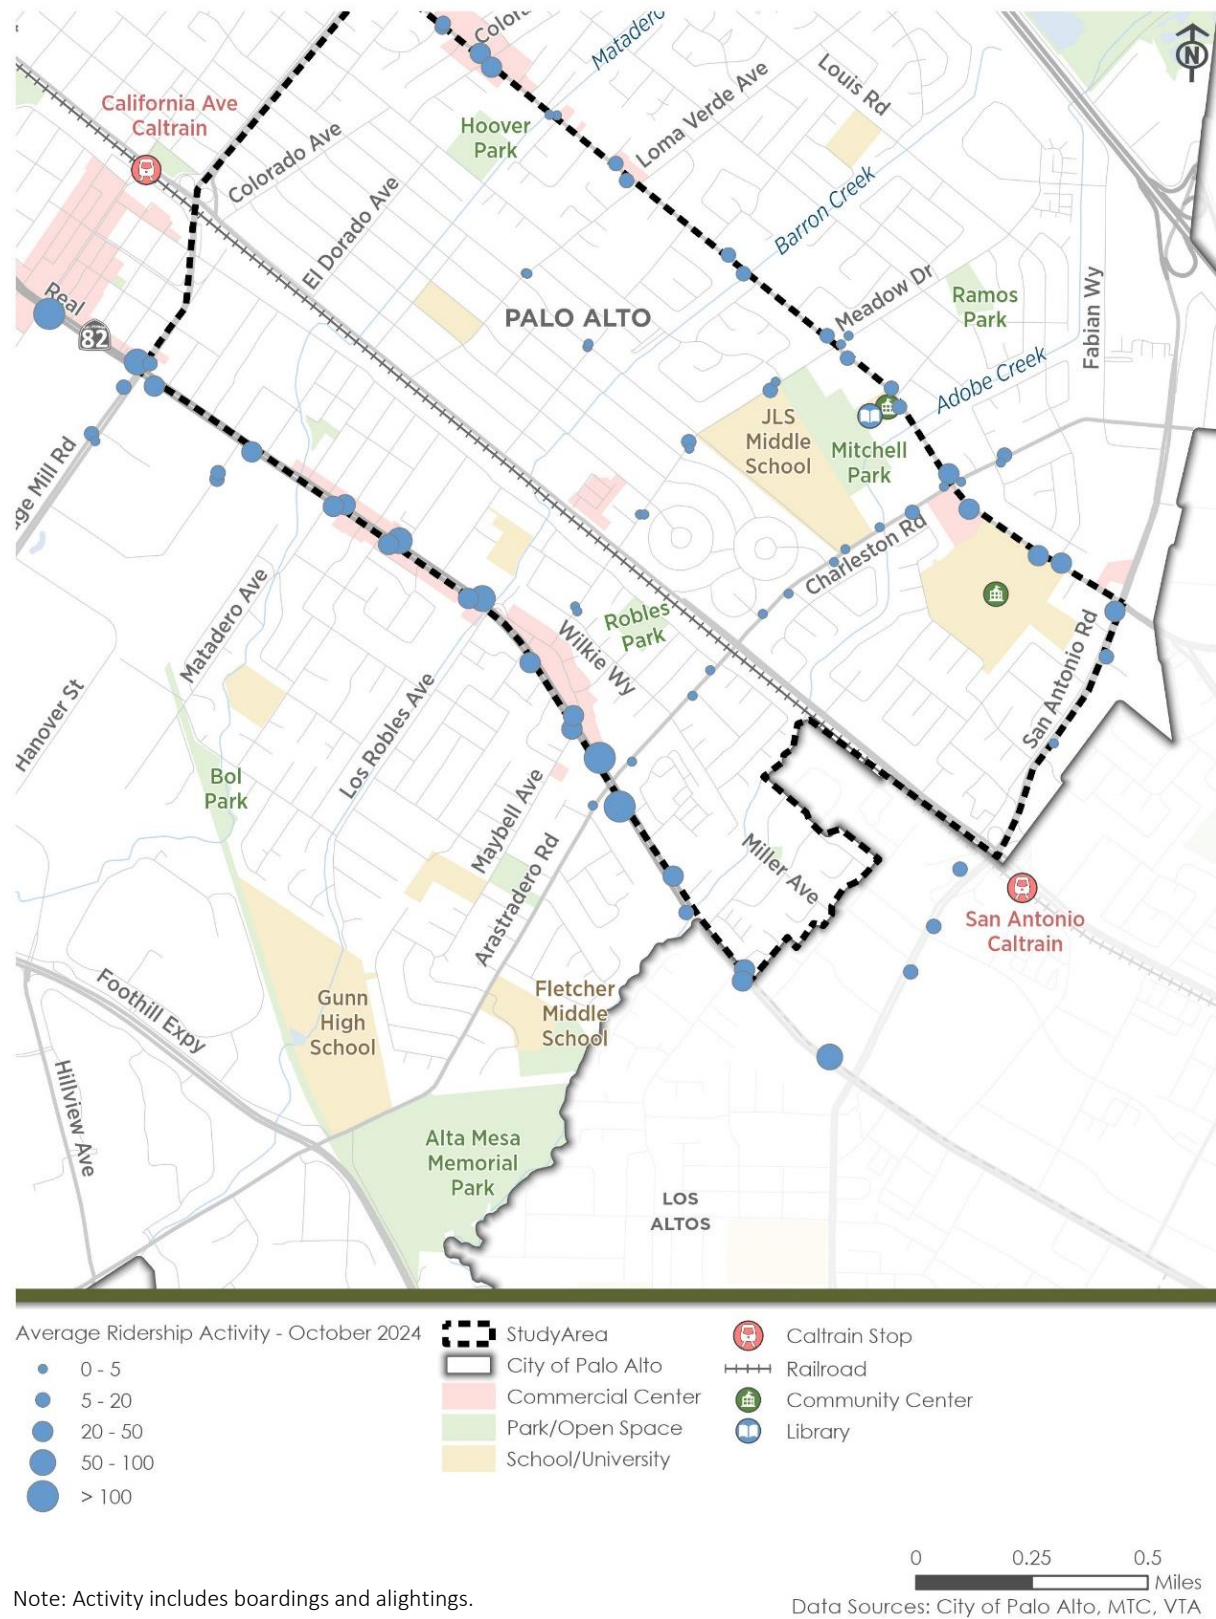 Colora
Matadero
Louis Rd
California Ave
Caltrain
Loma Verde Ave
Hoover
Park
Colorado Ave
Barron Creek
El Dorado Ave
Real
82
PALO ALTO
Meadow Dr
Ramos
Park
Fabian Wy
Adobe Creek
JLS
Middle
School
Mitchell
Park
ge Mill Rd
Charleston Rd
Matadero Ave
Robles
Park
Wilkie Wy
San Antonio Rd
Hanover St
Los Robles Ave
Bol
Park
Maybell Ave
Arastradero Rd
Miller Ave
San Antonio
Caltrain
Foothill Expy
Gunn
High
School
Fletcher
Middle
School
Hillview Ave
Alta Mesa
Memorial
Park
LOS
ALTOS
N
Average Ridership Activity - October 2024
0 - 5
5 - 20
20 - 50
50 - 100
> 100
StudyArea
City of Palo Alto
Commercial Center
Park/Open Space
School/University
Caltrain Stop
Railroad
Community Center
Library
0 0.25 0.5
Miles
Note: Activity includes boardings and alightings.
Data Sources: City of Palo Alto, MTC, VTA